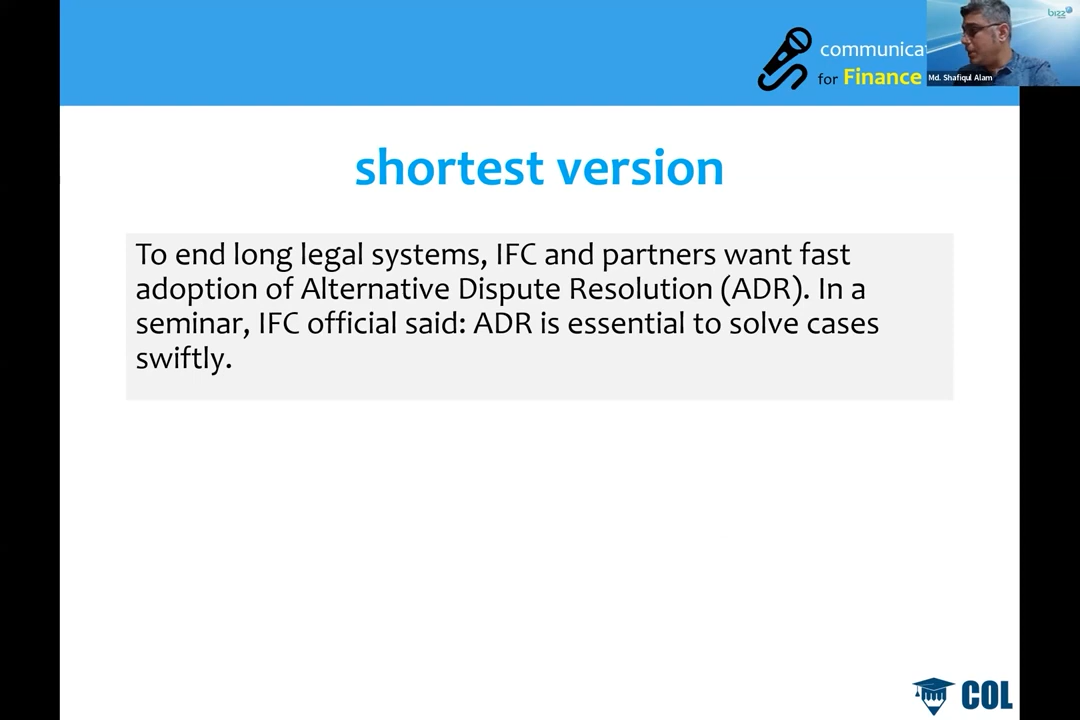 communica
for Finance
Md. Shafiqul Alam
shortest version
To end long legal systems, IFC and partners want fast
adoption of Alternative Dispute Resolution (ADR). In a
seminar, IFC official said: ADR is essential to solve cases
swiftly.
COL